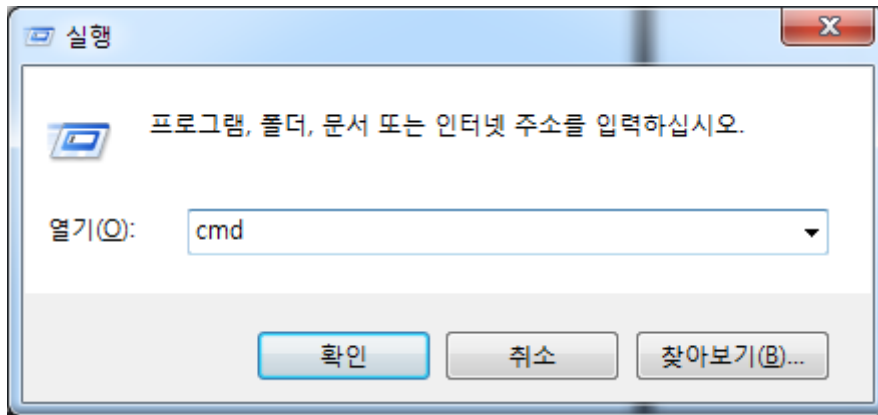 실행
프로그램, 폴더, 문서 또는 인터넷 주소를 입력하십시오.
열기(O): cmd
확인 취소 찾아보기(B)...